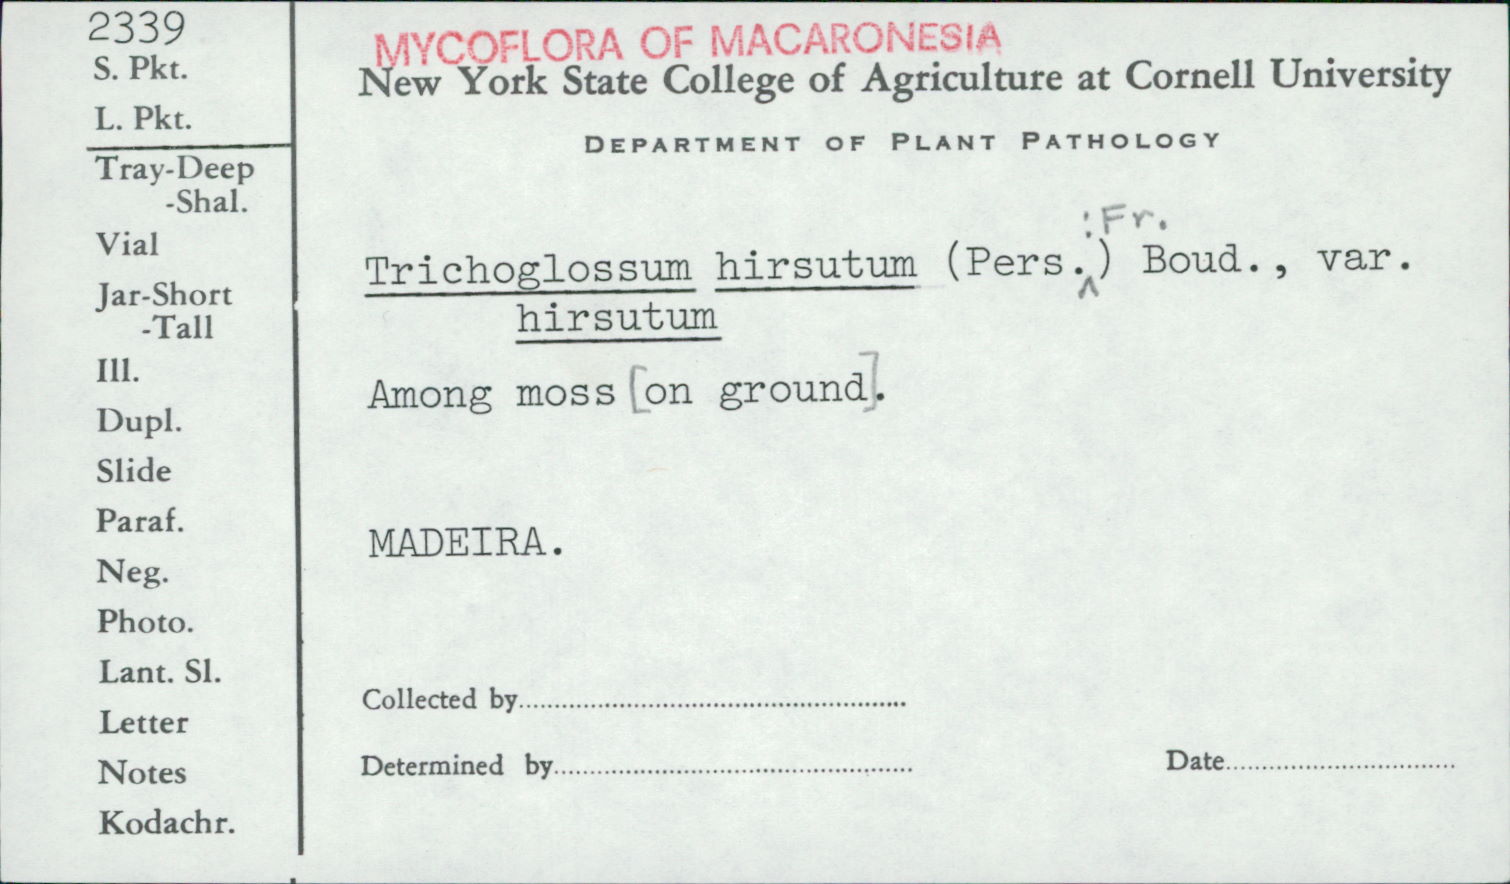 2339
S. Pkt.
L. Pkt.
Tray-Deep
-Shal.
Vial
Jar-Short
-Tall
Ill.
Dupl.
Slide
Paraf.
Neg.
Photo.
Lant. Sl.
Letter
Notes
Kodachr.
MYCOFLORA OF MACARONESIA
New York State College of Agriculture at Cornell University
DEPARTMENT OF PLANT PATHOLOGY
:Fr.
Trichoglossum hirsutum (Pers.^) Boud., var.
hirsutum
Among moss [on ground].
MADEIRA.
Collected by
Determined by
Date